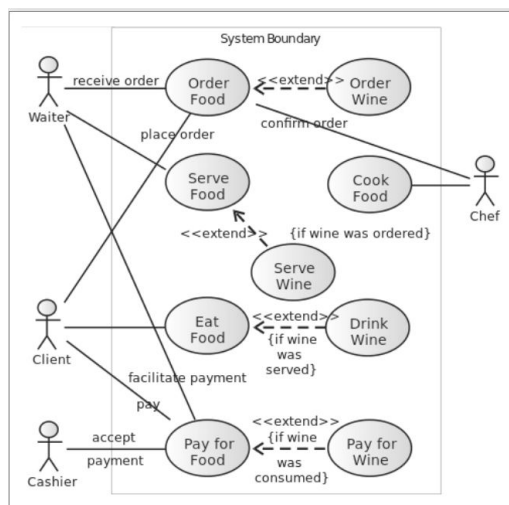 System Boundary
receive order
Order
Food
<<extend>>
Order
Wine
Waiter
place order
confirm order
Serve
Food
Cook
Food
Chef
<<extend>>
{if wine was ordered}
Serve
Wine
Eat
Food
<<extend>>
{if wine
was
served}
Drink
Wine
Client
facilitate payment
pay
accept
payment
Pay for
Food
<<extend>>
{if wine
was
consumed}
Pay for
Wine
Cashier